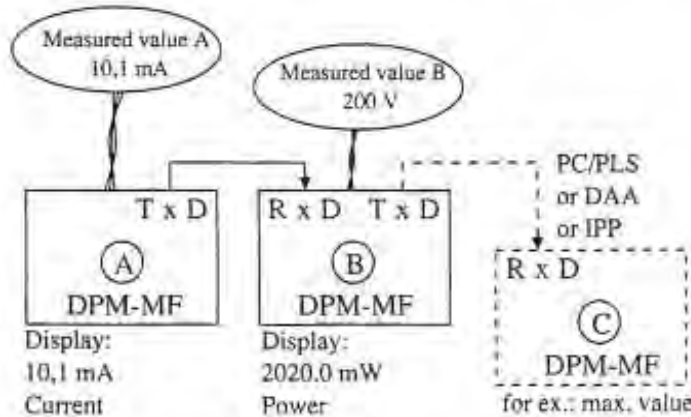 Measured value A
10,1 mA
Measured value B
200 V
T x D
R x D
T x D
PC/PLS
or DAA
or IPP
A
DPM-MF
B
DPM-MF
R x D
C
DPM-MF
Display:
10,1 mA
Current
Display:
2020.0 mW
Power
for ex.: max. value